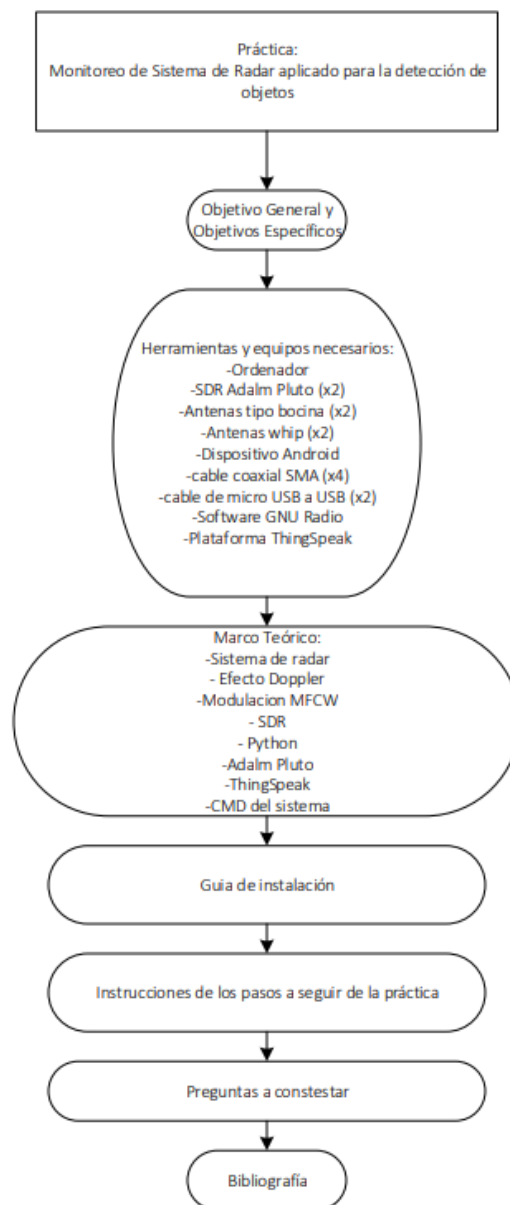 Práctica:
Monitoreo de Sistema de Radar aplicado para la detección de
objetos
Objetivo General y
Objetivos Específicos
Herramientas y equipos necesarios:
-Ordenador
-SDR Adalm Pluto (x2)
-Antenas tipo bocina (x2)
-Antenas whip (x2)
-Dispositivo Android
-cable coaxial SMA (x4)
-cable de micro USB a USB (x2)
-Software GNU Radio
-Plataforma ThingSpeak
Marco Teórico:
-Sistema de radar
- Efecto Doppler
-Modulacion MFCW
- SDR
- Python
-Adalm Pluto
-ThingSpeak
-CMD del sistema
Guia de instalación
Instrucciones de los pasos a seguir de la práctica
Preguntas a constestar
Bibliografía